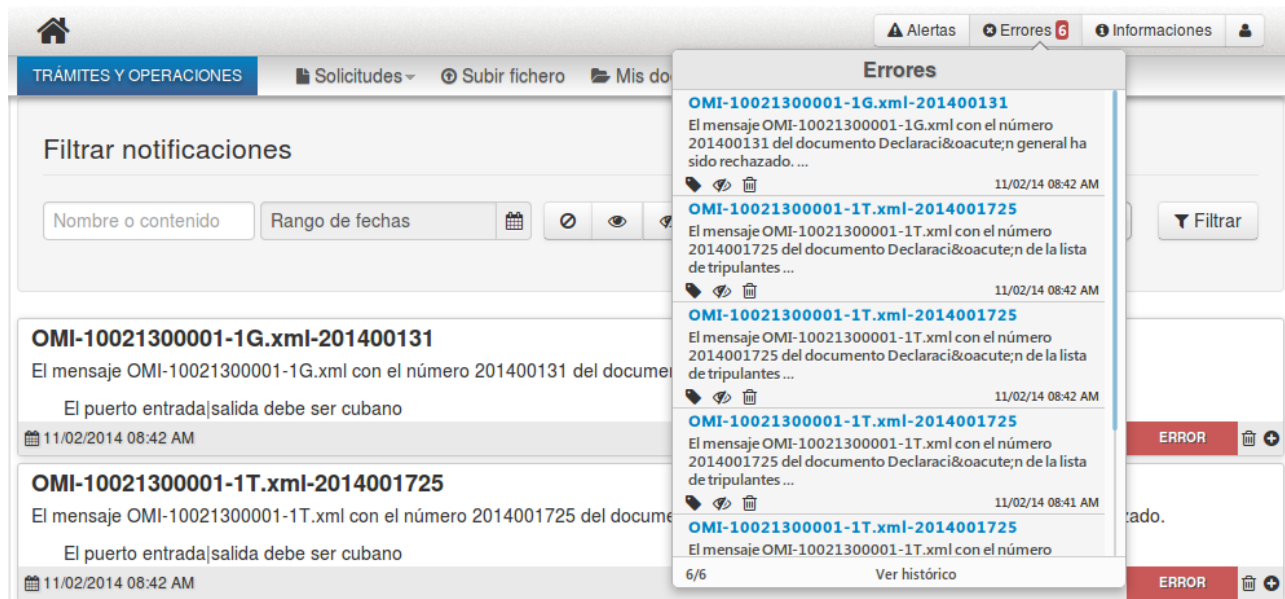 Alertas Errores 6 Informaciones
TRÁMITES Y OPERACIONES Solicitudes Subir fichero Mis do
Errores
OMI-10021300001-1G.xml-201400131
El mensaje OMI-10021300001-1G.xml con el número
201400131 del documento Declaraci&oacute;n general ha
sido rechazado. ...
11/02/14 08:42 AM
OMI-10021300001-1T.xml-2014001725
El mensaje OMI-10021300001-1T.xml con el número
2014001725 del documento Declaraci&oacute;n de la lista
de tripulantes ...
11/02/14 08:42 AM
OMI-10021300001-1T.xml-2014001725
El mensaje OMI-10021300001-1T.xml con el número
2014001725 del documento Declaraci&oacute;n de la lista
de tripulantes ...
11/02/14 08:42 AM
OMI-10021300001-1T.xml-2014001725
El mensaje OMI-10021300001-1T.xml con el número
2014001725 del documento Declaraci&oacute;n de la lista
de tripulantes ...
11/02/14 08:41 AM
OMI-10021300001-1T.xml-2014001725
El mensaje OMI-10021300001-1T.xml con el número
6/6 Ver histórico
Filtrar notificaciones
Nombre o contenido Rango de fechas Filtrar
OMI-10021300001-1G.xml-201400131
El mensaje OMI-10021300001-1G.xml con el número 201400131 del documen
El puerto entrada|salida debe ser cubano
11/02/2014 08:42 AM ERROR
OMI-10021300001-1T.xml-2014001725
El mensaje OMI-10021300001-1T.xml con el número 2014001725 del docume zado.
El puerto entrada|salida debe ser cubano
11/02/2014 08:42 AM ERROR